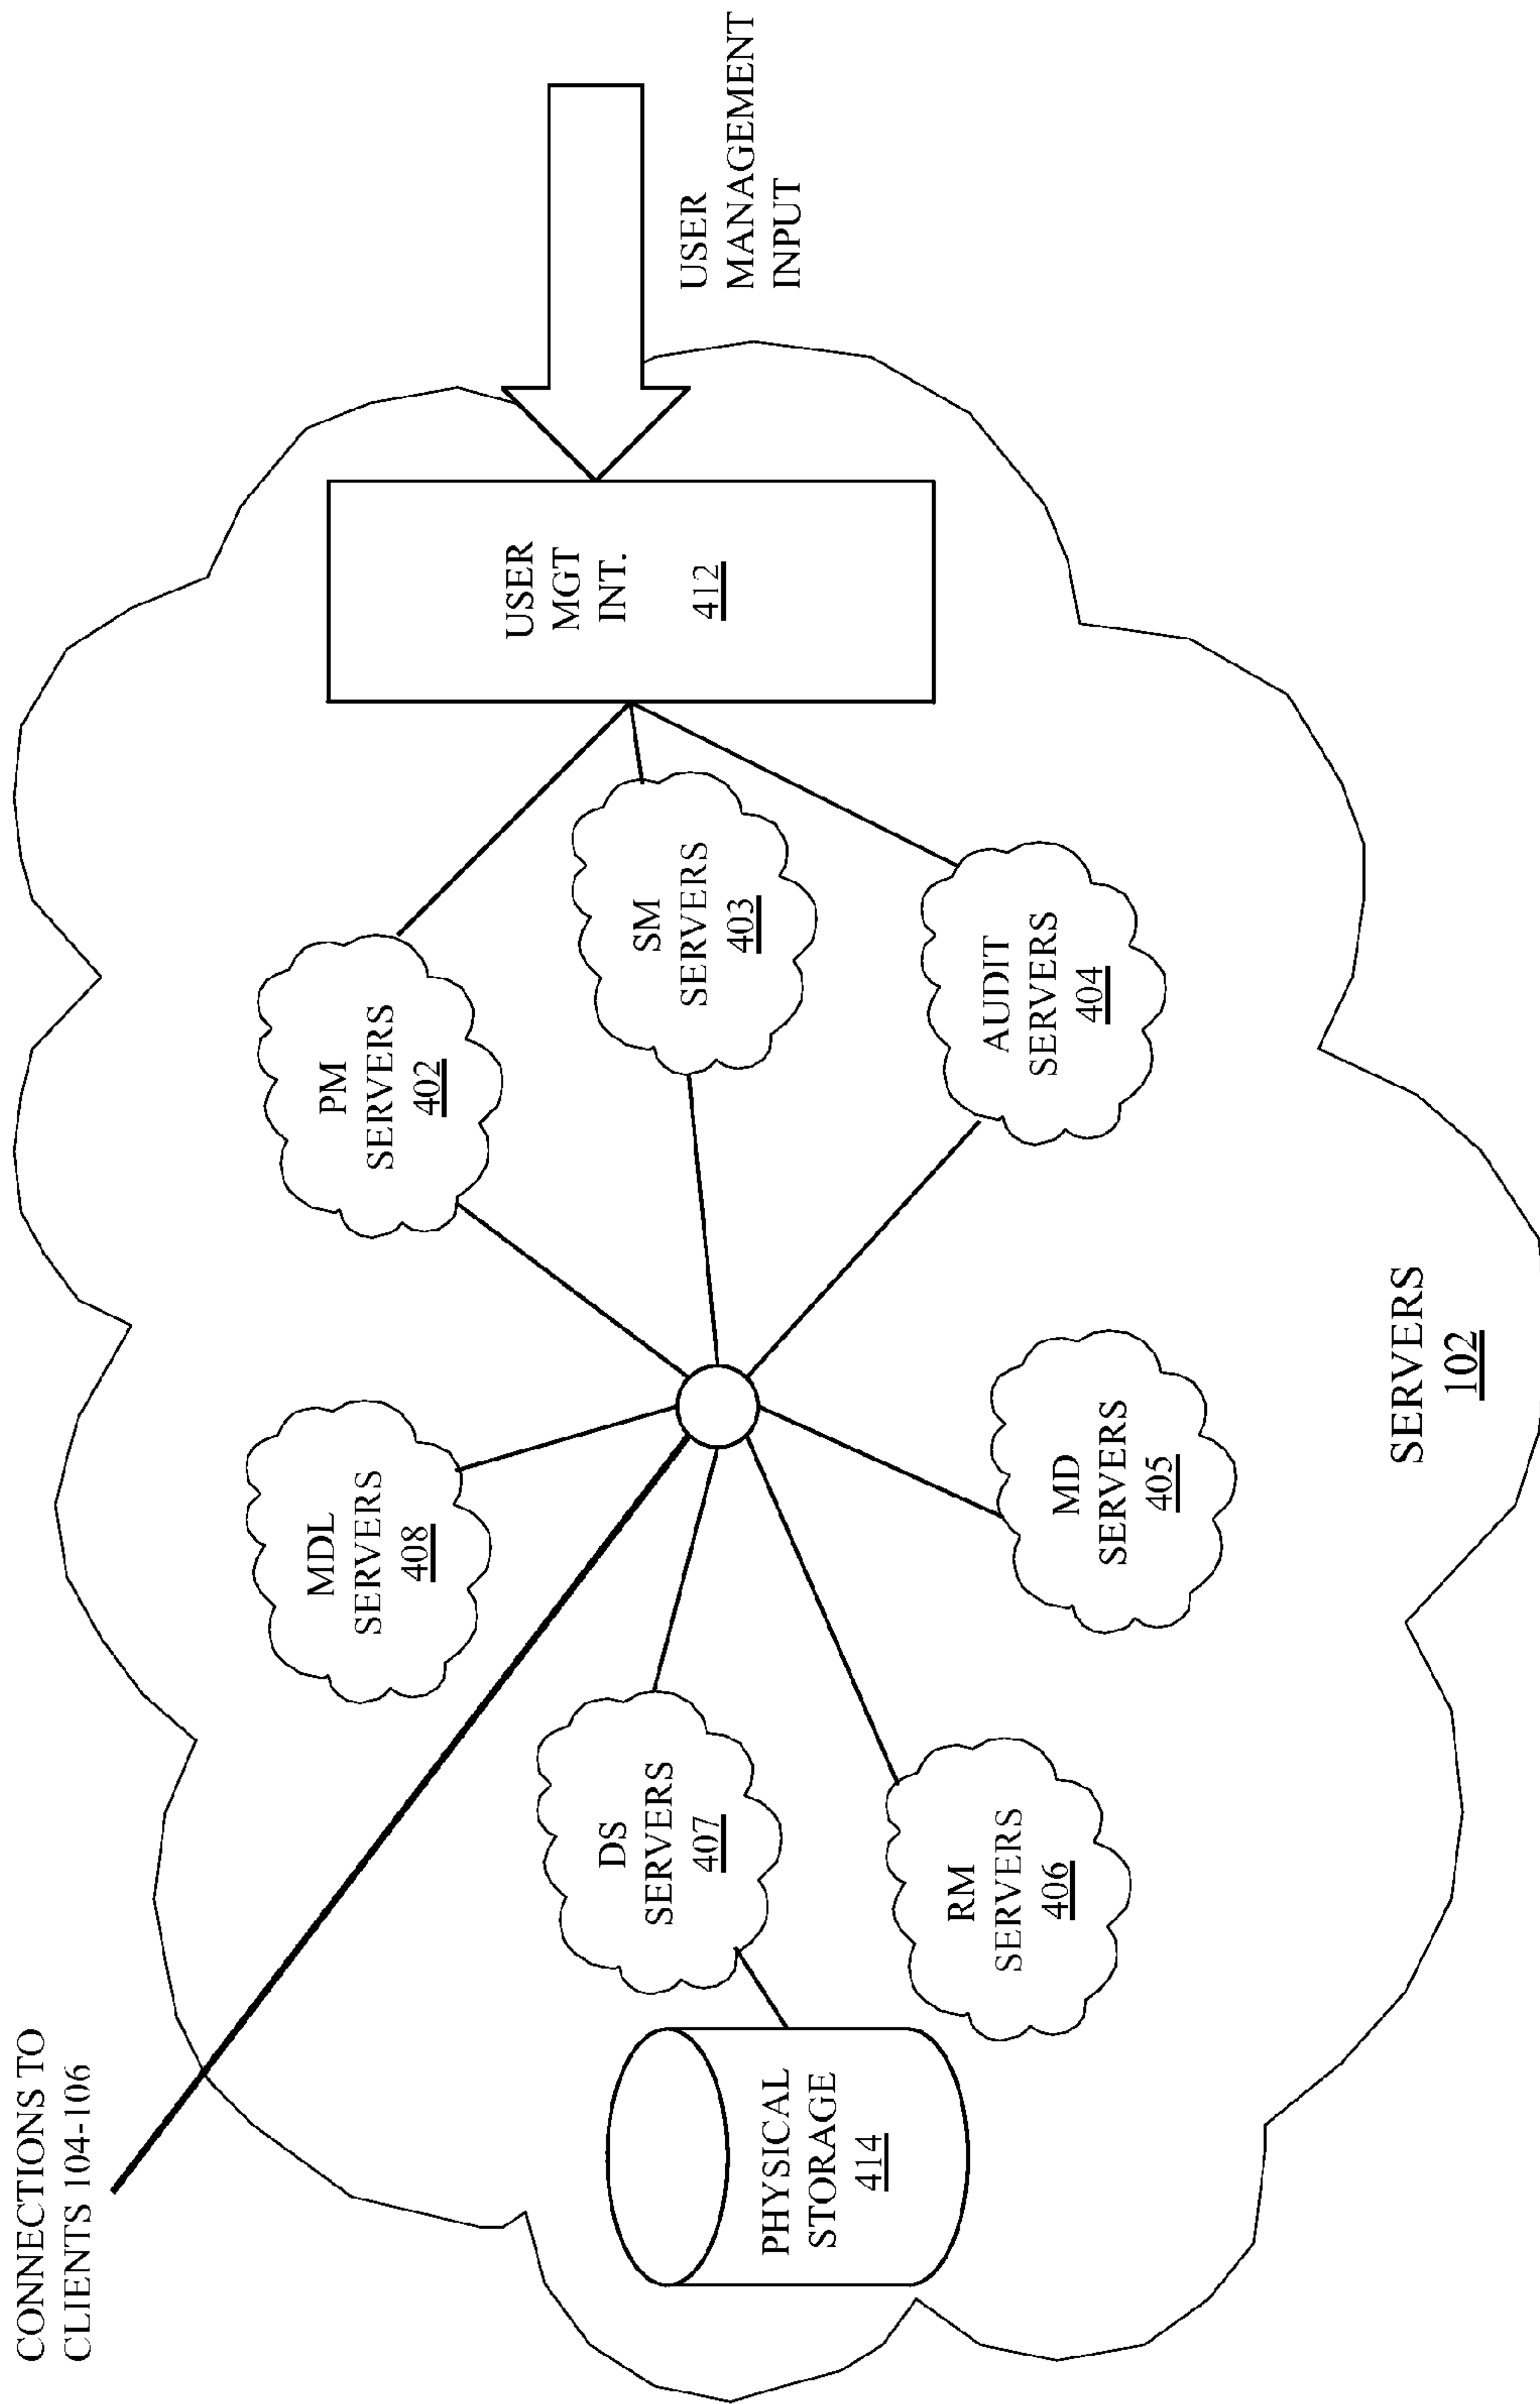 CONNECTIONS TO
CLIENTS 104-106
MDL
SERVERS
408
PM
SERVERS
402
USER
MGT
INT.
412
USER
MANAGEMENT
INPUT
DS
SERVERS
407
SM
SERVERS
403
PHYSICAL
STORAGE
414
RM
SERVERS
406
MD
SERVERS
405
AUDIT
SERVERS
404
SERVERS
102